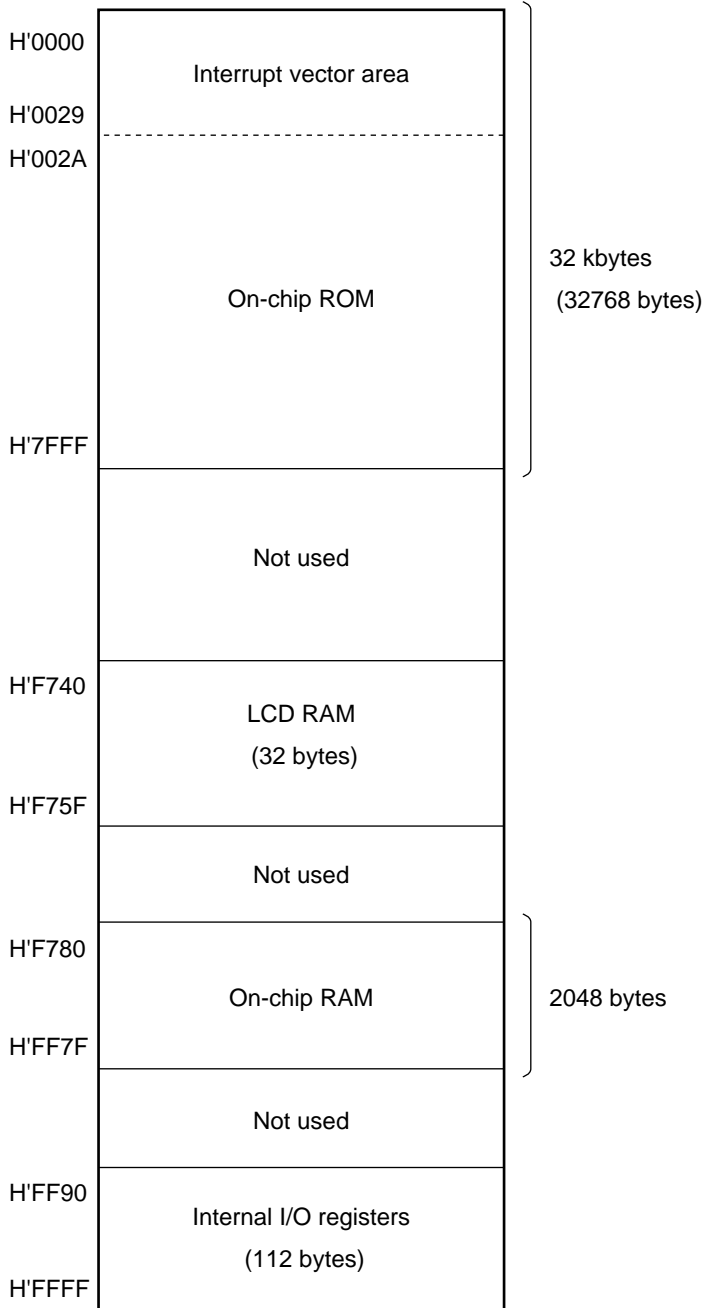 H'0000
Interrupt vector area
H'0029
H'002A
32 kbytes
(32768 bytes)
On-chip ROM
H'7FFF
Not used
H'F740
LCD RAM
(32 bytes)
H'F75F
Not used
H'F780
On-chip RAM
2048 bytes
H'FF7F
Not used
H'FF90
Internal I/O registers
(112 bytes)
H'FFFF